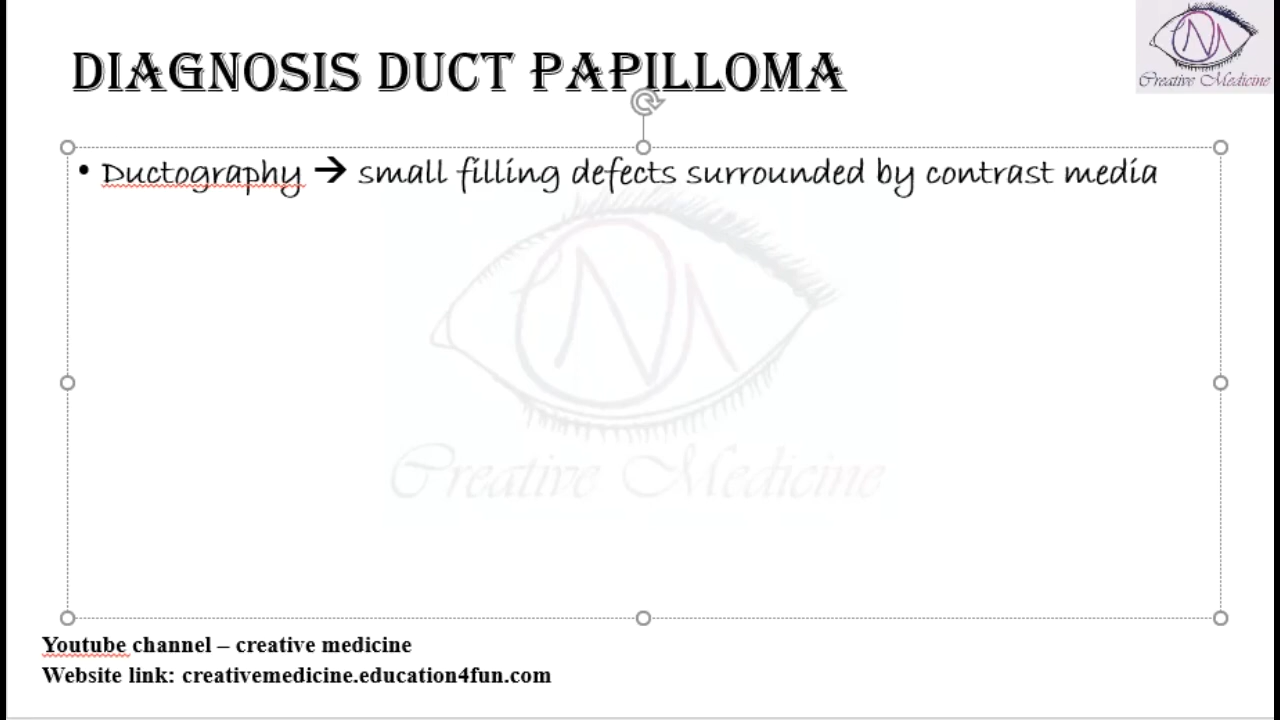 DIAGNOSIS DUCT PAPILLOMA
Creative Medicine
• Ductography → small filling defects surrounded by contrast media
Creative Medicine
Youtube channel – creative medicine
Website link: creativemedicine.education4fun.com